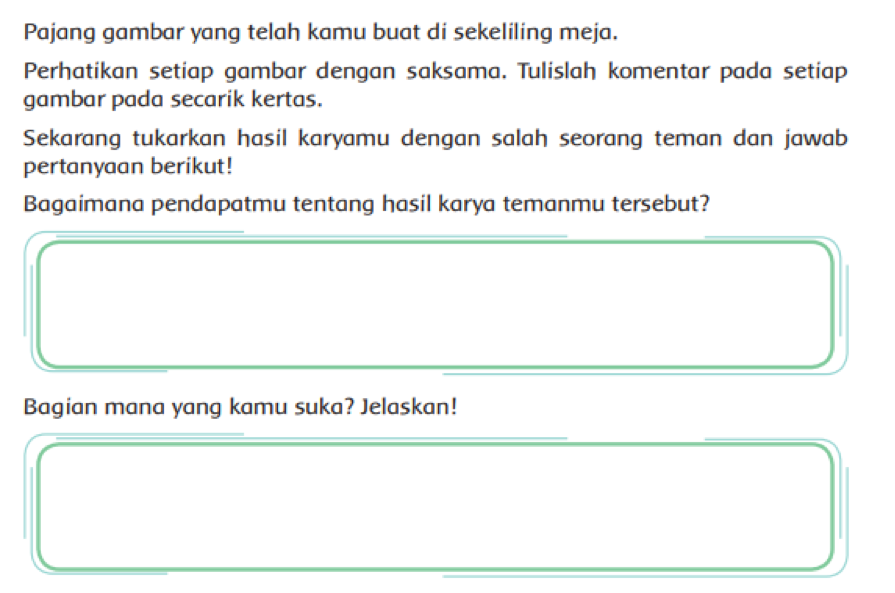 Pajang gambar yang telah kamu buat di sekeliling meja.
Perhatikan setiap gambar dengan saksama. Tulislah komentar pada setiap
gambar pada secarik kertas.
Sekarang tukarkan hasil karyamu dengan salah seorang teman dan jawab
pertanyaan berikut!
Bagaimana pendapatmu tentang hasil karya temanmu tersebut?
Bagian mana yang kamu suka? Jelaskan!